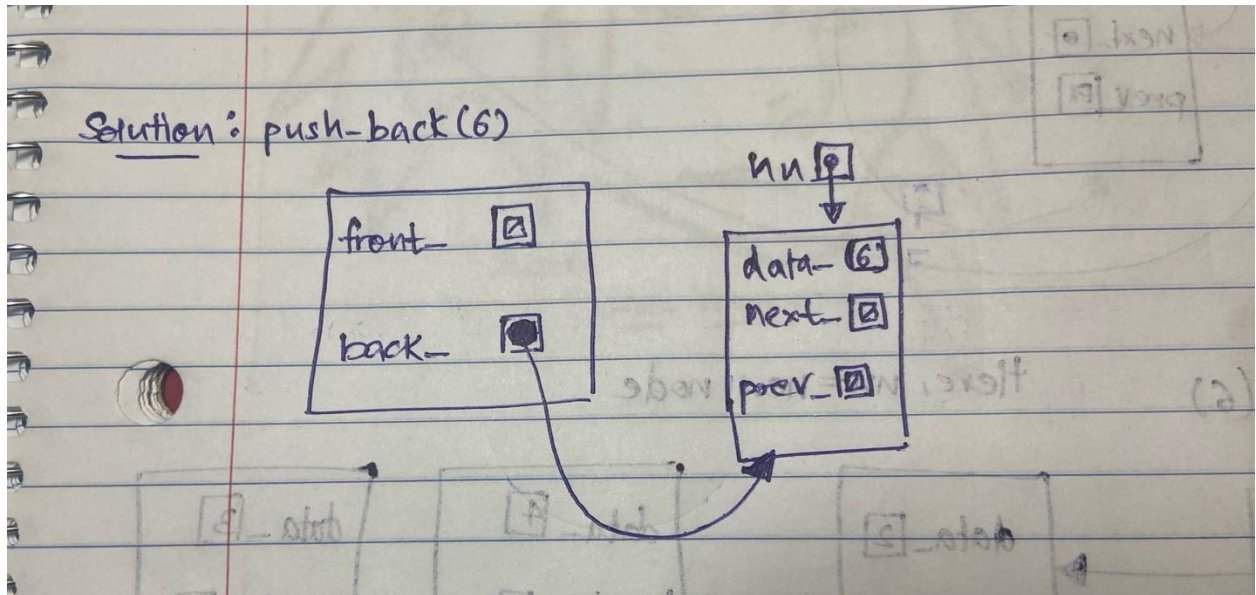 Solution: push_back(6)
nn
front_ ∅
data_ 6
next_ ∅
back_
prev_ ∅